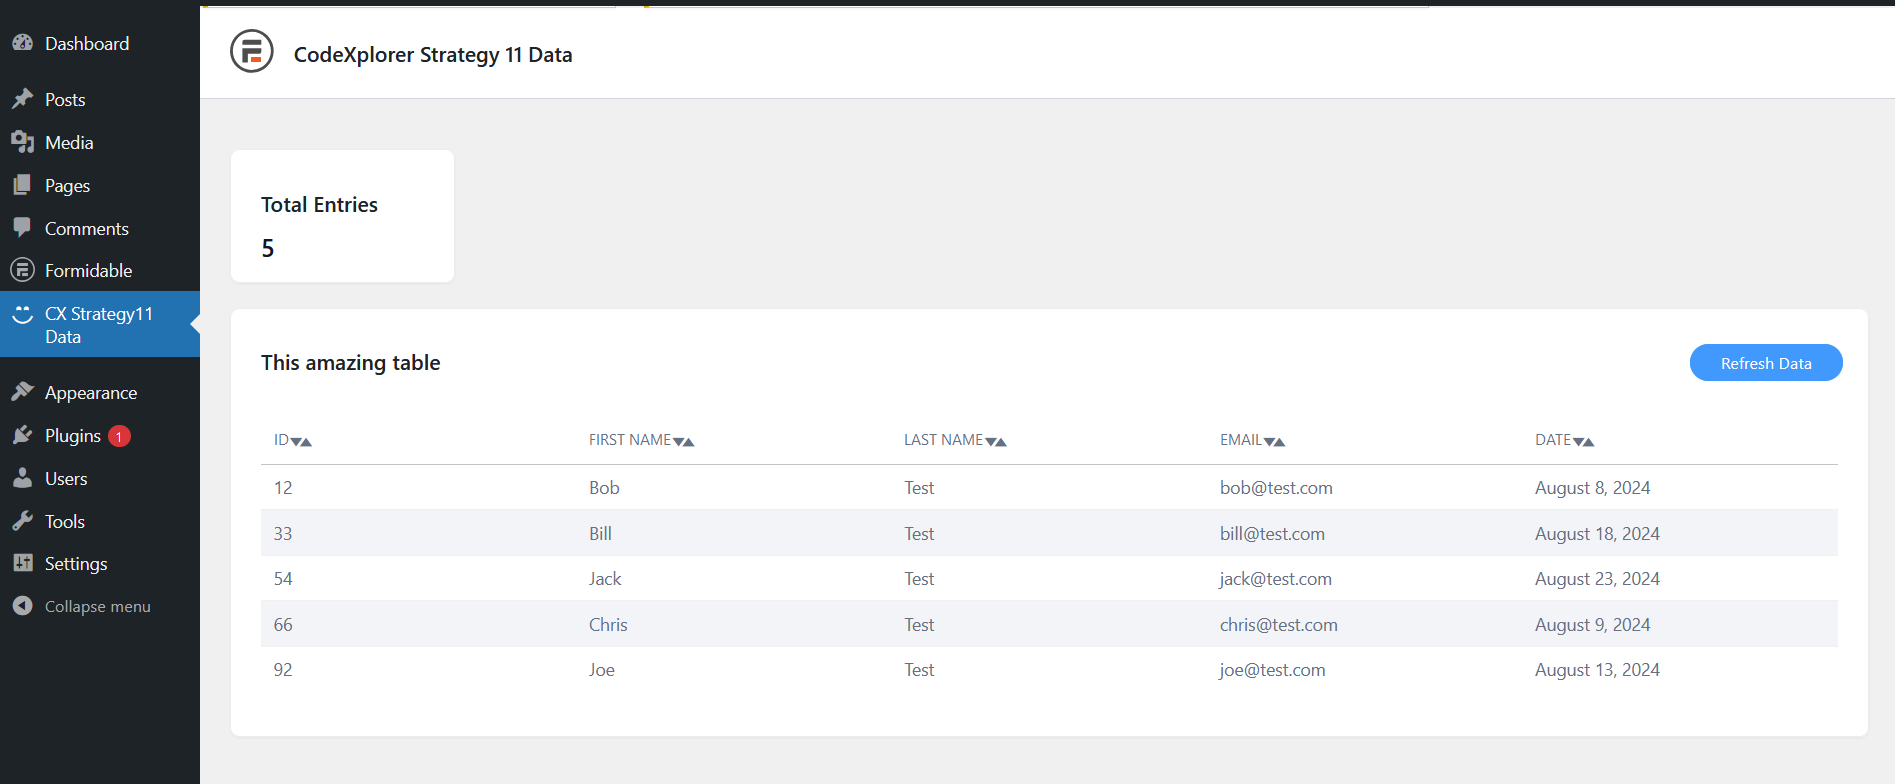 Dashboard
Posts
Media
Pages
Comments
Formidable
CX Strategy11
Data
Appearance
Plugins 1
Users
Tools
Settings
Collapse menu
CodeXplorer Strategy 11 Data
Total Entries
5
This amazing table
Refresh Data
ID FIRST NAME LAST NAME EMAIL DATE
12 Bob Test bob@test.com August 8, 2024
33 Bill Test bill@test.com August 18, 2024
54 Jack Test jack@test.com August 23, 2024
66 Chris Test chris@test.com August 9, 2024
92 Joe Test joe@test.com August 13, 2024